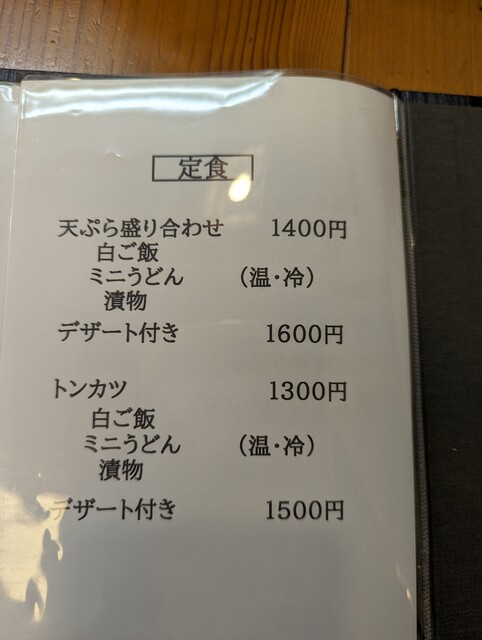 定食
天ぷら盛り合わせ 1400円
白ご飯
ミニうどん (温・冷)
漬物
デザート付き 1600円
トンカツ 1300円
白ご飯
ミニうどん (温・冷)
漬物
デザート付き 1500円